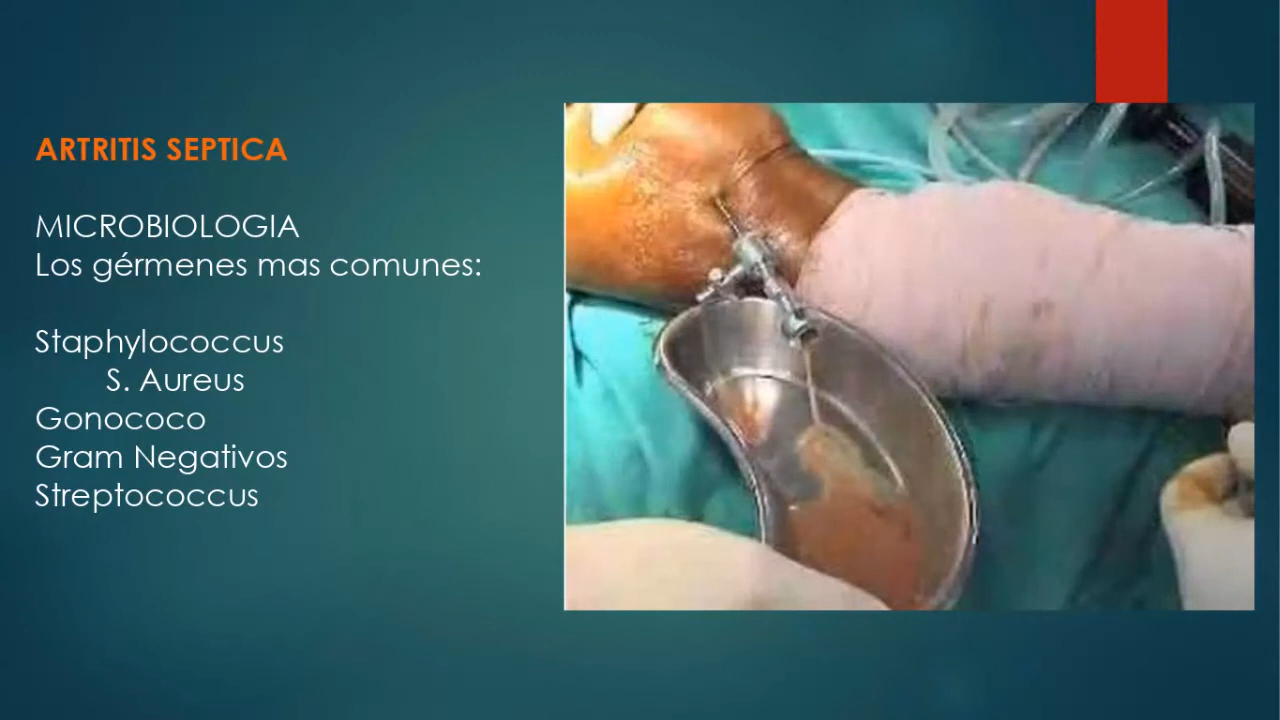 ARTRITIS SEPTICA
MICROBIOLOGIA
Los gérmenes mas comunes:
Staphylococcus
S. Aureus
Gonococo
Gram Negativos
Streptococcus